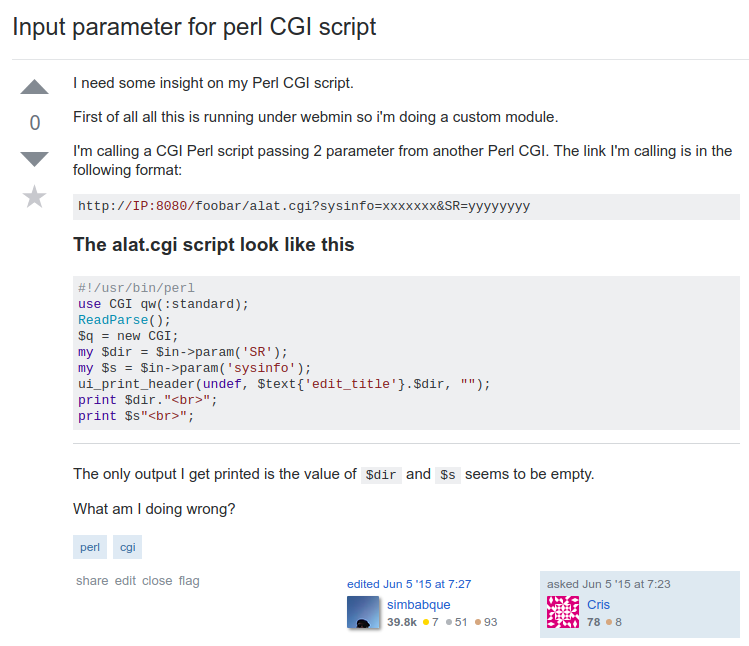 Input parameter for perl CGI script
I need some insight on my Perl CGI script.
0
First of all all this is running under webmin so i'm doing a custom module.
I'm calling a CGI Perl script passing 2 parameter from another Perl CGI. The link I'm calling is in the
following format:
http://IP:8080/foobar/alat.cgi?sysinfo=xxxxxxx&SR=yyyyyyyy
The alat.cgi script look like this
#!/usr/bin/perl
use CGI qw(:standard);
ReadParse();
$q = new CGI;
my $dir = $in->param('SR');
my $s = $in->param('sysinfo');
ui_print_header(undef, $text{'edit_title'}.$dir, "");
print $dir."<br>";
print $s"<br>";
The only output I get printed is the value of $dir and $s seems to be empty.
What am I doing wrong?
perl cgi
share edit close flag
edited Jun 5 '15 at 7:27
simbabque
39.8k 7 51 93
asked Jun 5 '15 at 7:23
Cris
78 8